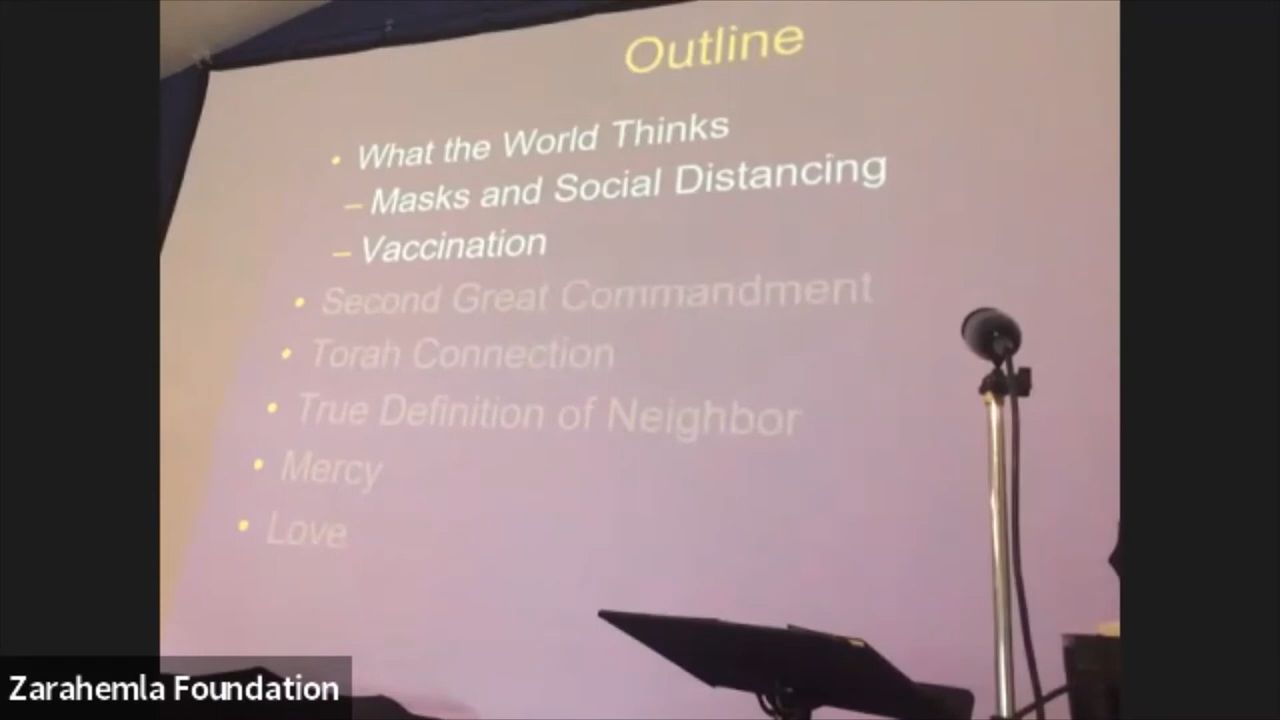 Outline
• What the World Thinks
– Masks and Social Distancing
– Vaccination
• Second Great Commandment
• Torah Connection
• True Definition of Neighbor
• Mercy
• Love
Zarahemla Foundation